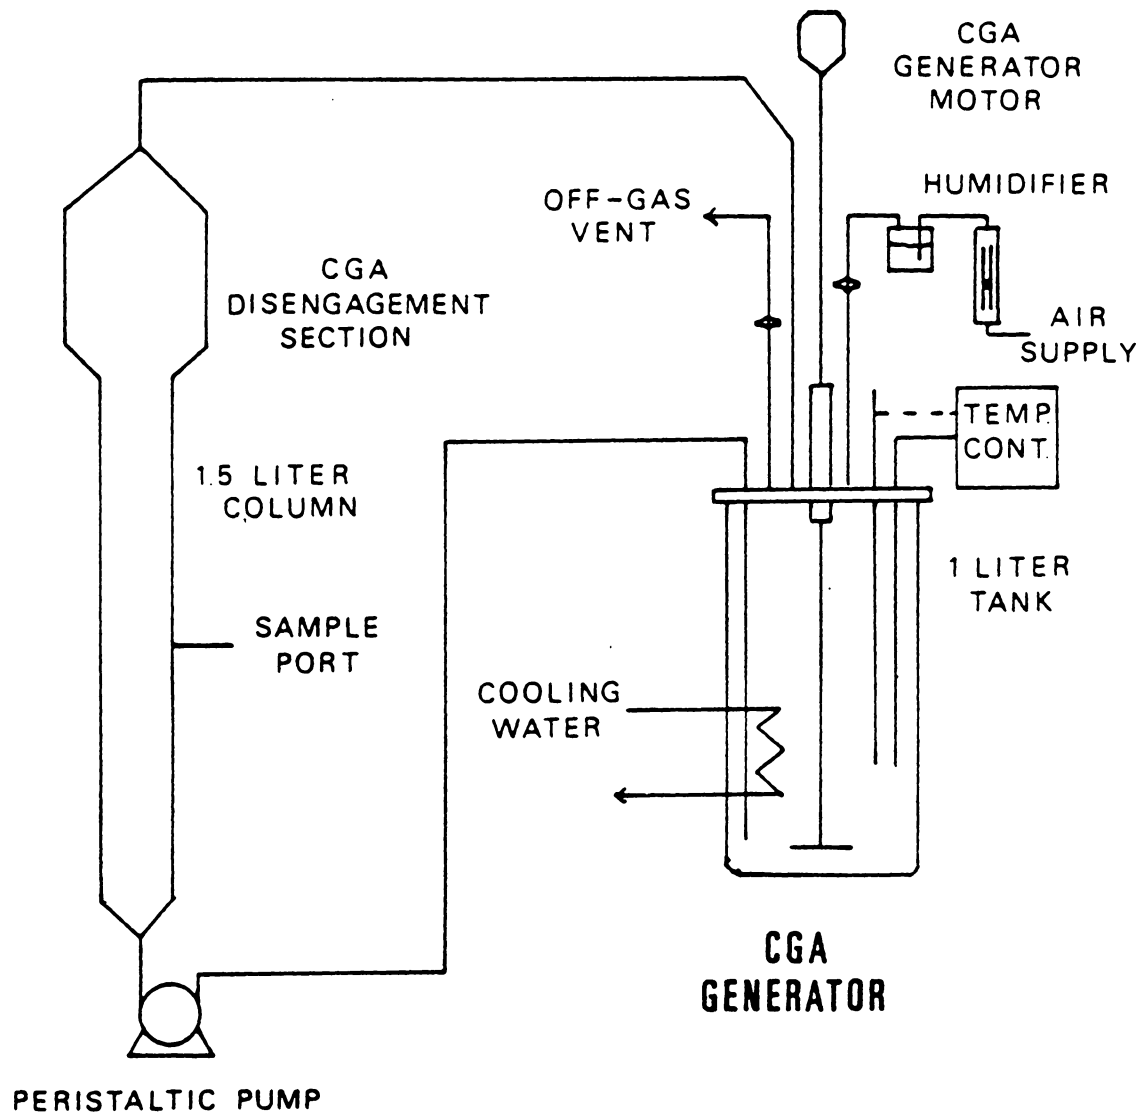 CGA
GENERATOR
MOTOR
HUMIDIFIER
OFF-GAS
VENT
CGA
DISENGAGEMENT
SECTION
AIR
SUPPLY
TEMP.
CONT.
1.5 LITER
COLUMN
1 LITER
TANK
SAMPLE
PORT
COOLING
WATER
CGA
GENERATOR
PERISTALTIC PUMP